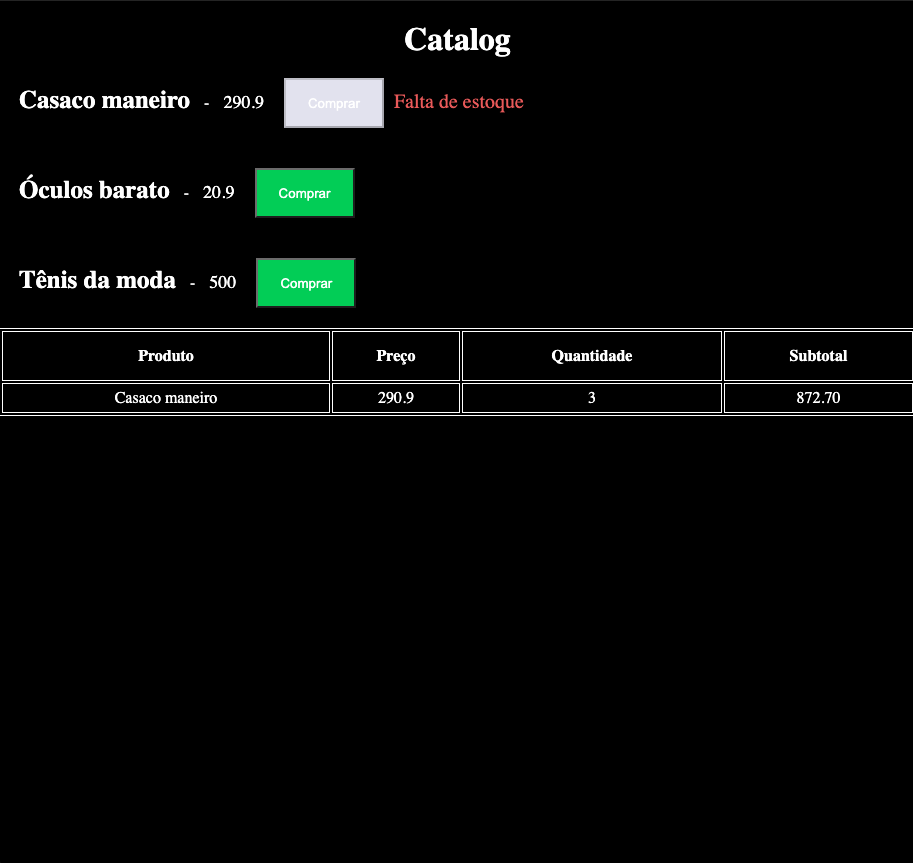 Catalog
Casaco maneiro - 290.9 Comprar Falta de estoque
Óculos barato - 20.9 Comprar
Tênis da moda - 500 Comprar
Produto Preço Quantidade Subtotal
Casaco maneiro 290.9 3 872.70